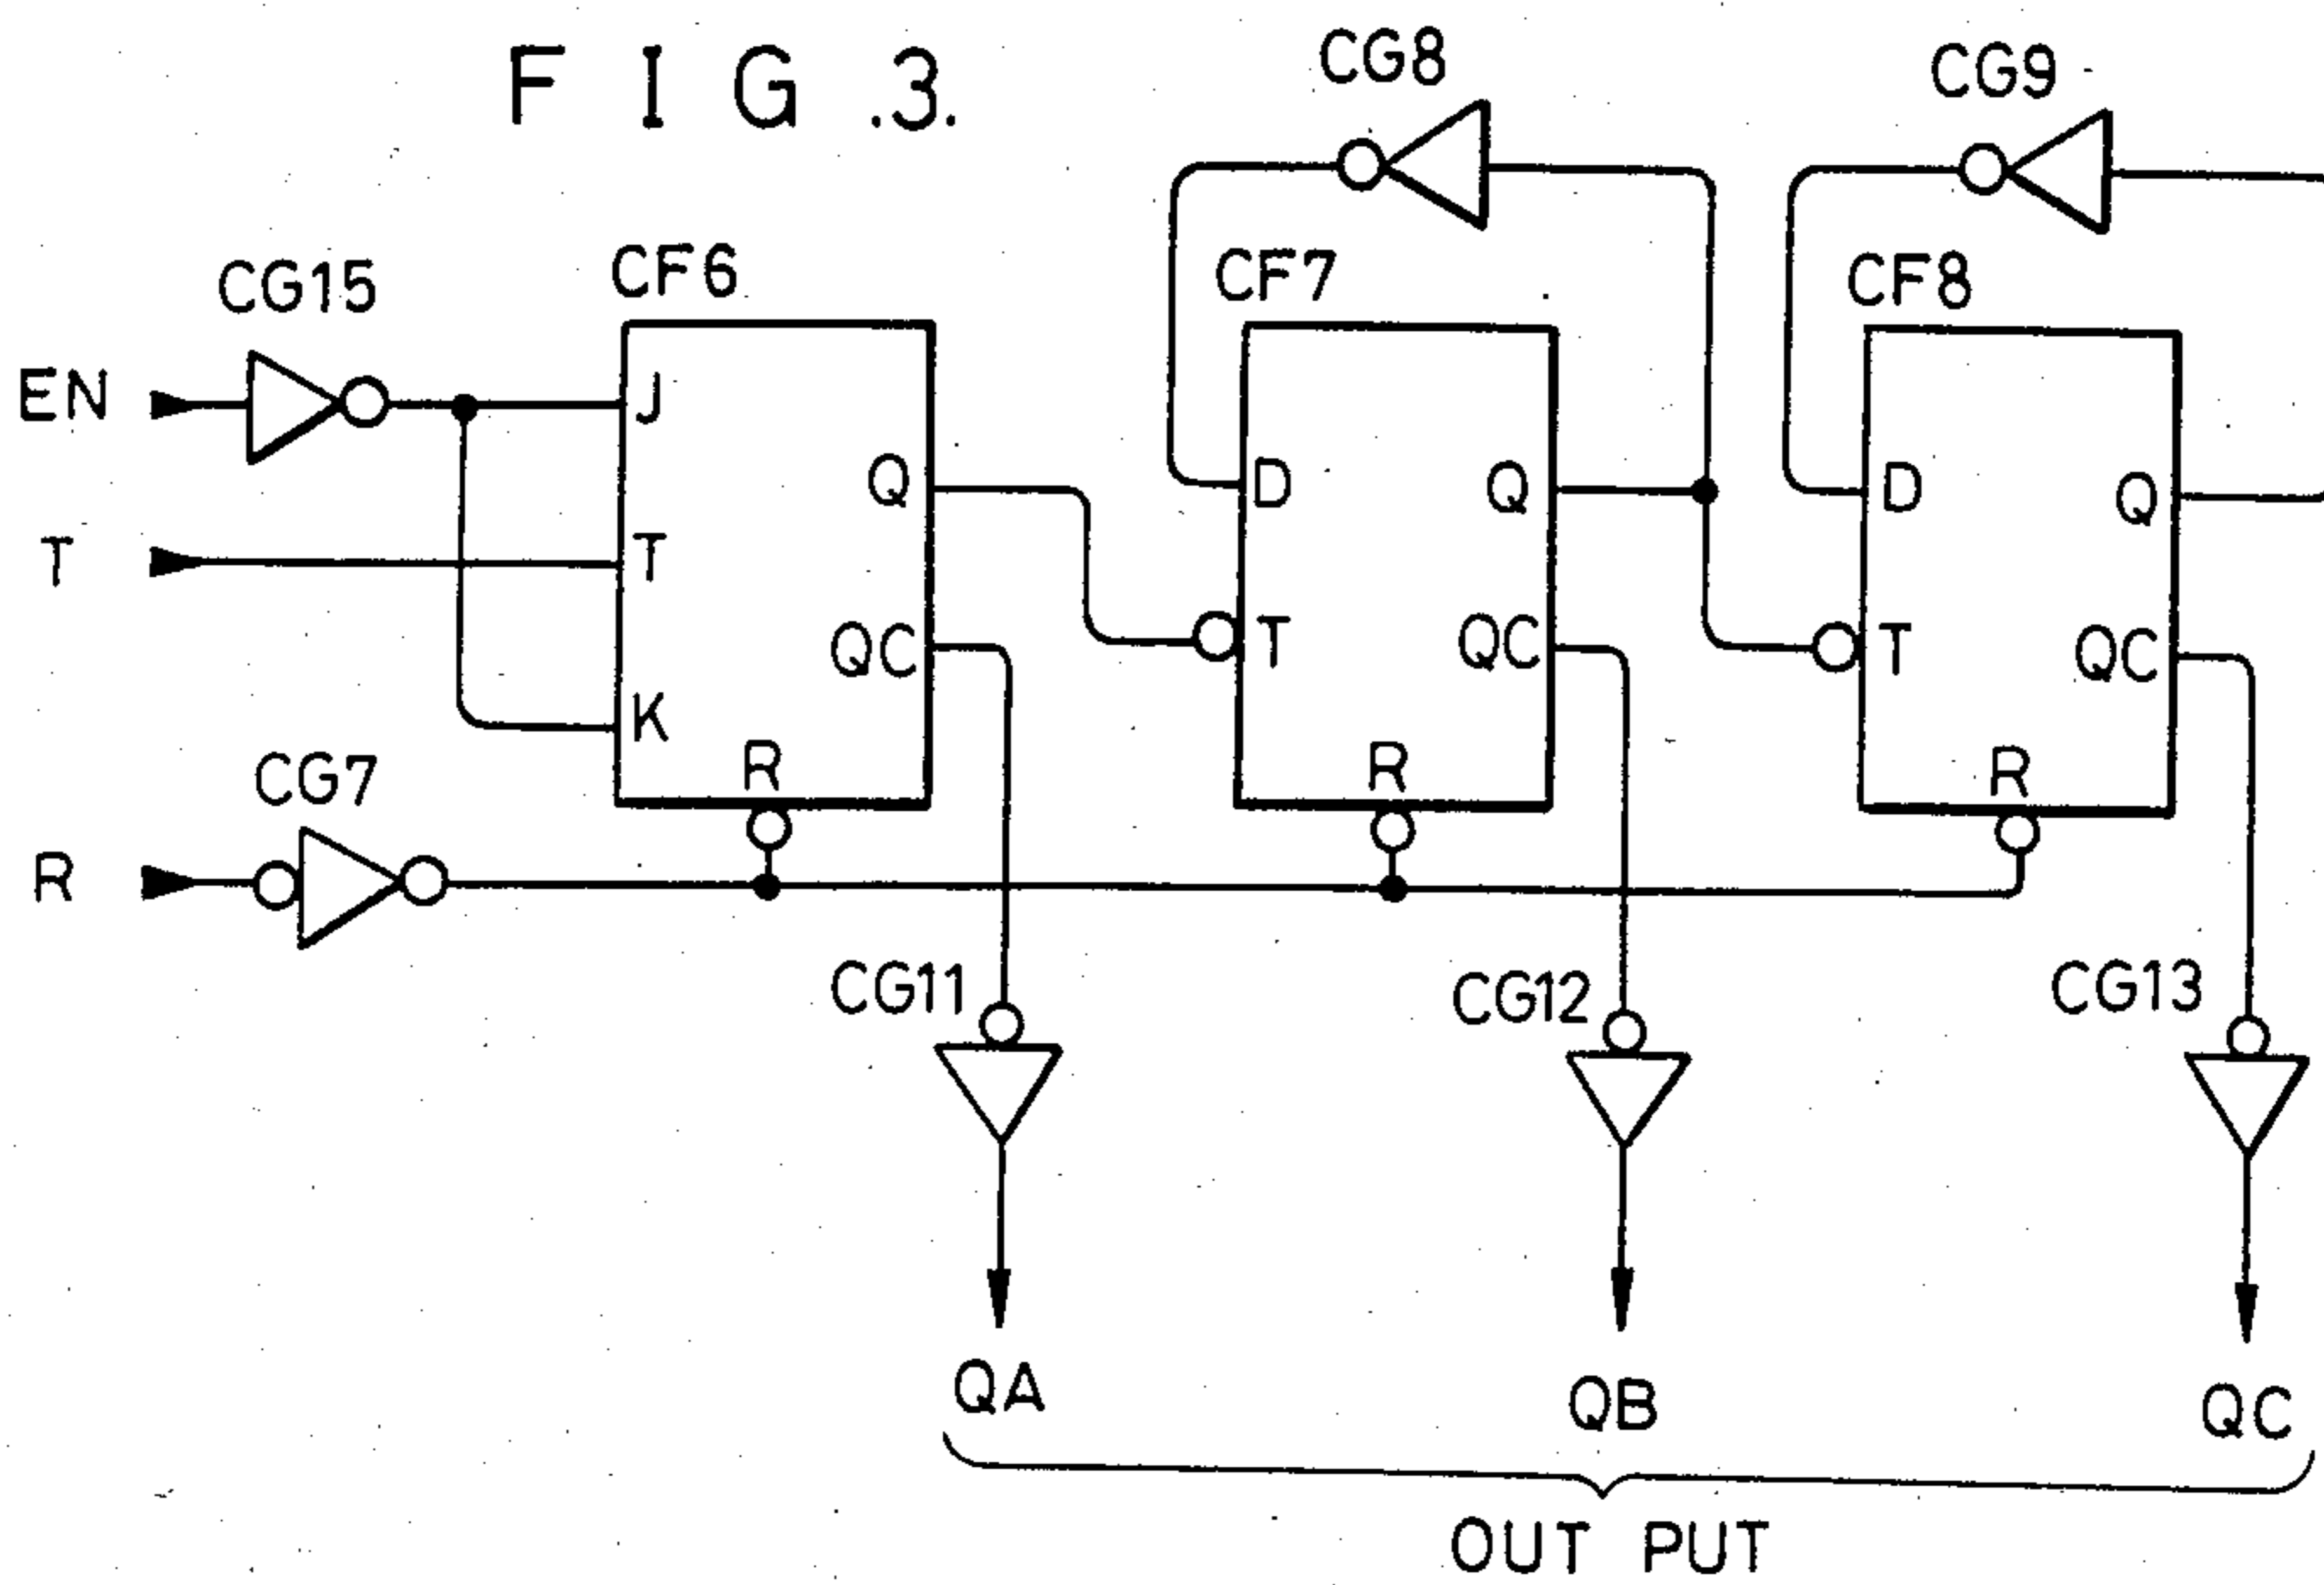 F I G .3.
CG8
CG9
CG15
CF6
CF7
CF8
EN
J
Q
D
Q
D
Q
T
T
QC
T
QC
T
QC
K
R
R
R
CG7
R
CG11
CG12
CG13
QA
QB
QC
OUT PUT